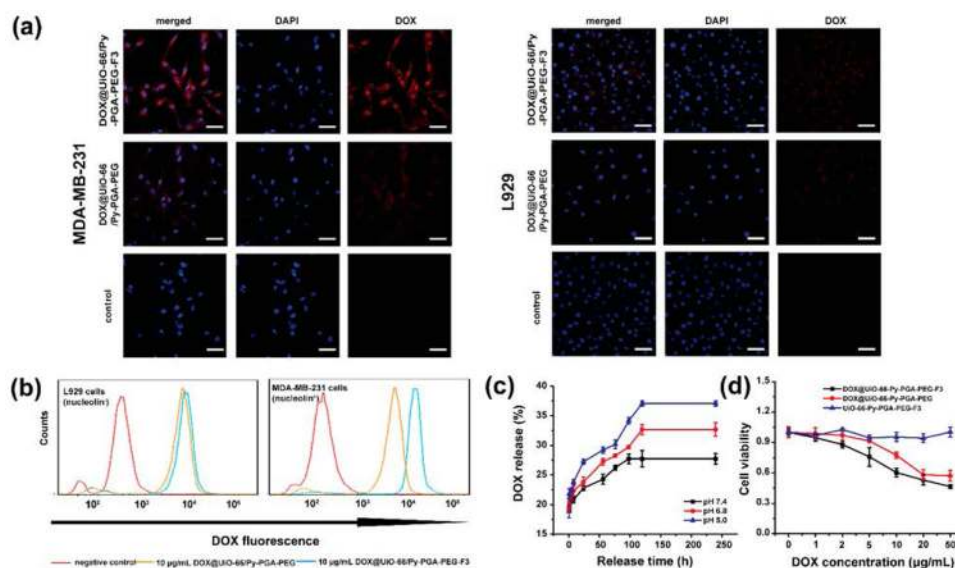 (a)
merged DAPI DOX
merged DAPI DOX
MDA-MB-231
DOX@UiO-66/Py
-PGA-PEG-F3
DOX@UiO-66
/Py-PGA-PEG
control
L929
DOX@UiO-66/Py
-PGA-PEG-F3
DOX@UiO-66
/Py-PGA-PEG
control
(b)
L929 cells
(nucleolin-)
MDA-MB-231 cells
(nucleolin+)
Counts
10³ 10⁴
10² 10³ 10⁴
DOX fluorescence
negative control 10 µg/mL DOX@UiO-66/Py-PGA-PEG 10 µg/mL DOX@UiO-66/Py-PGA-PEG-F3
(c)
DOX release (%)
40
35
30
25
20
15
pH 7.4
pH 6.8
pH 5.0
0 50 100 150 200 250
Release time (h)
(d)
Cell viability
1.5
1.2
0.9
0.6
0.3
0.0
DOX@UiO-66-Py-PGA-PEG-F3
DOX@UiO-66-Py-PGA-PEG
UiO-66-Py-PGA-PEG-F3
0 1 2 5 10 20 50
DOX concentration (µg/mL)